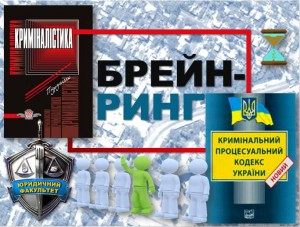 КРИМІНАЛІСТИКА
БРЕЙН-
РИНГ
КРИМІНАЛЬНИЙ
ПРОЦЕСУАЛЬНИЙ
КОДЕКС
УКРАЇНИ
НОВИЙ
ЮРИДИЧНИЙ
ФАКУЛЬТЕТ